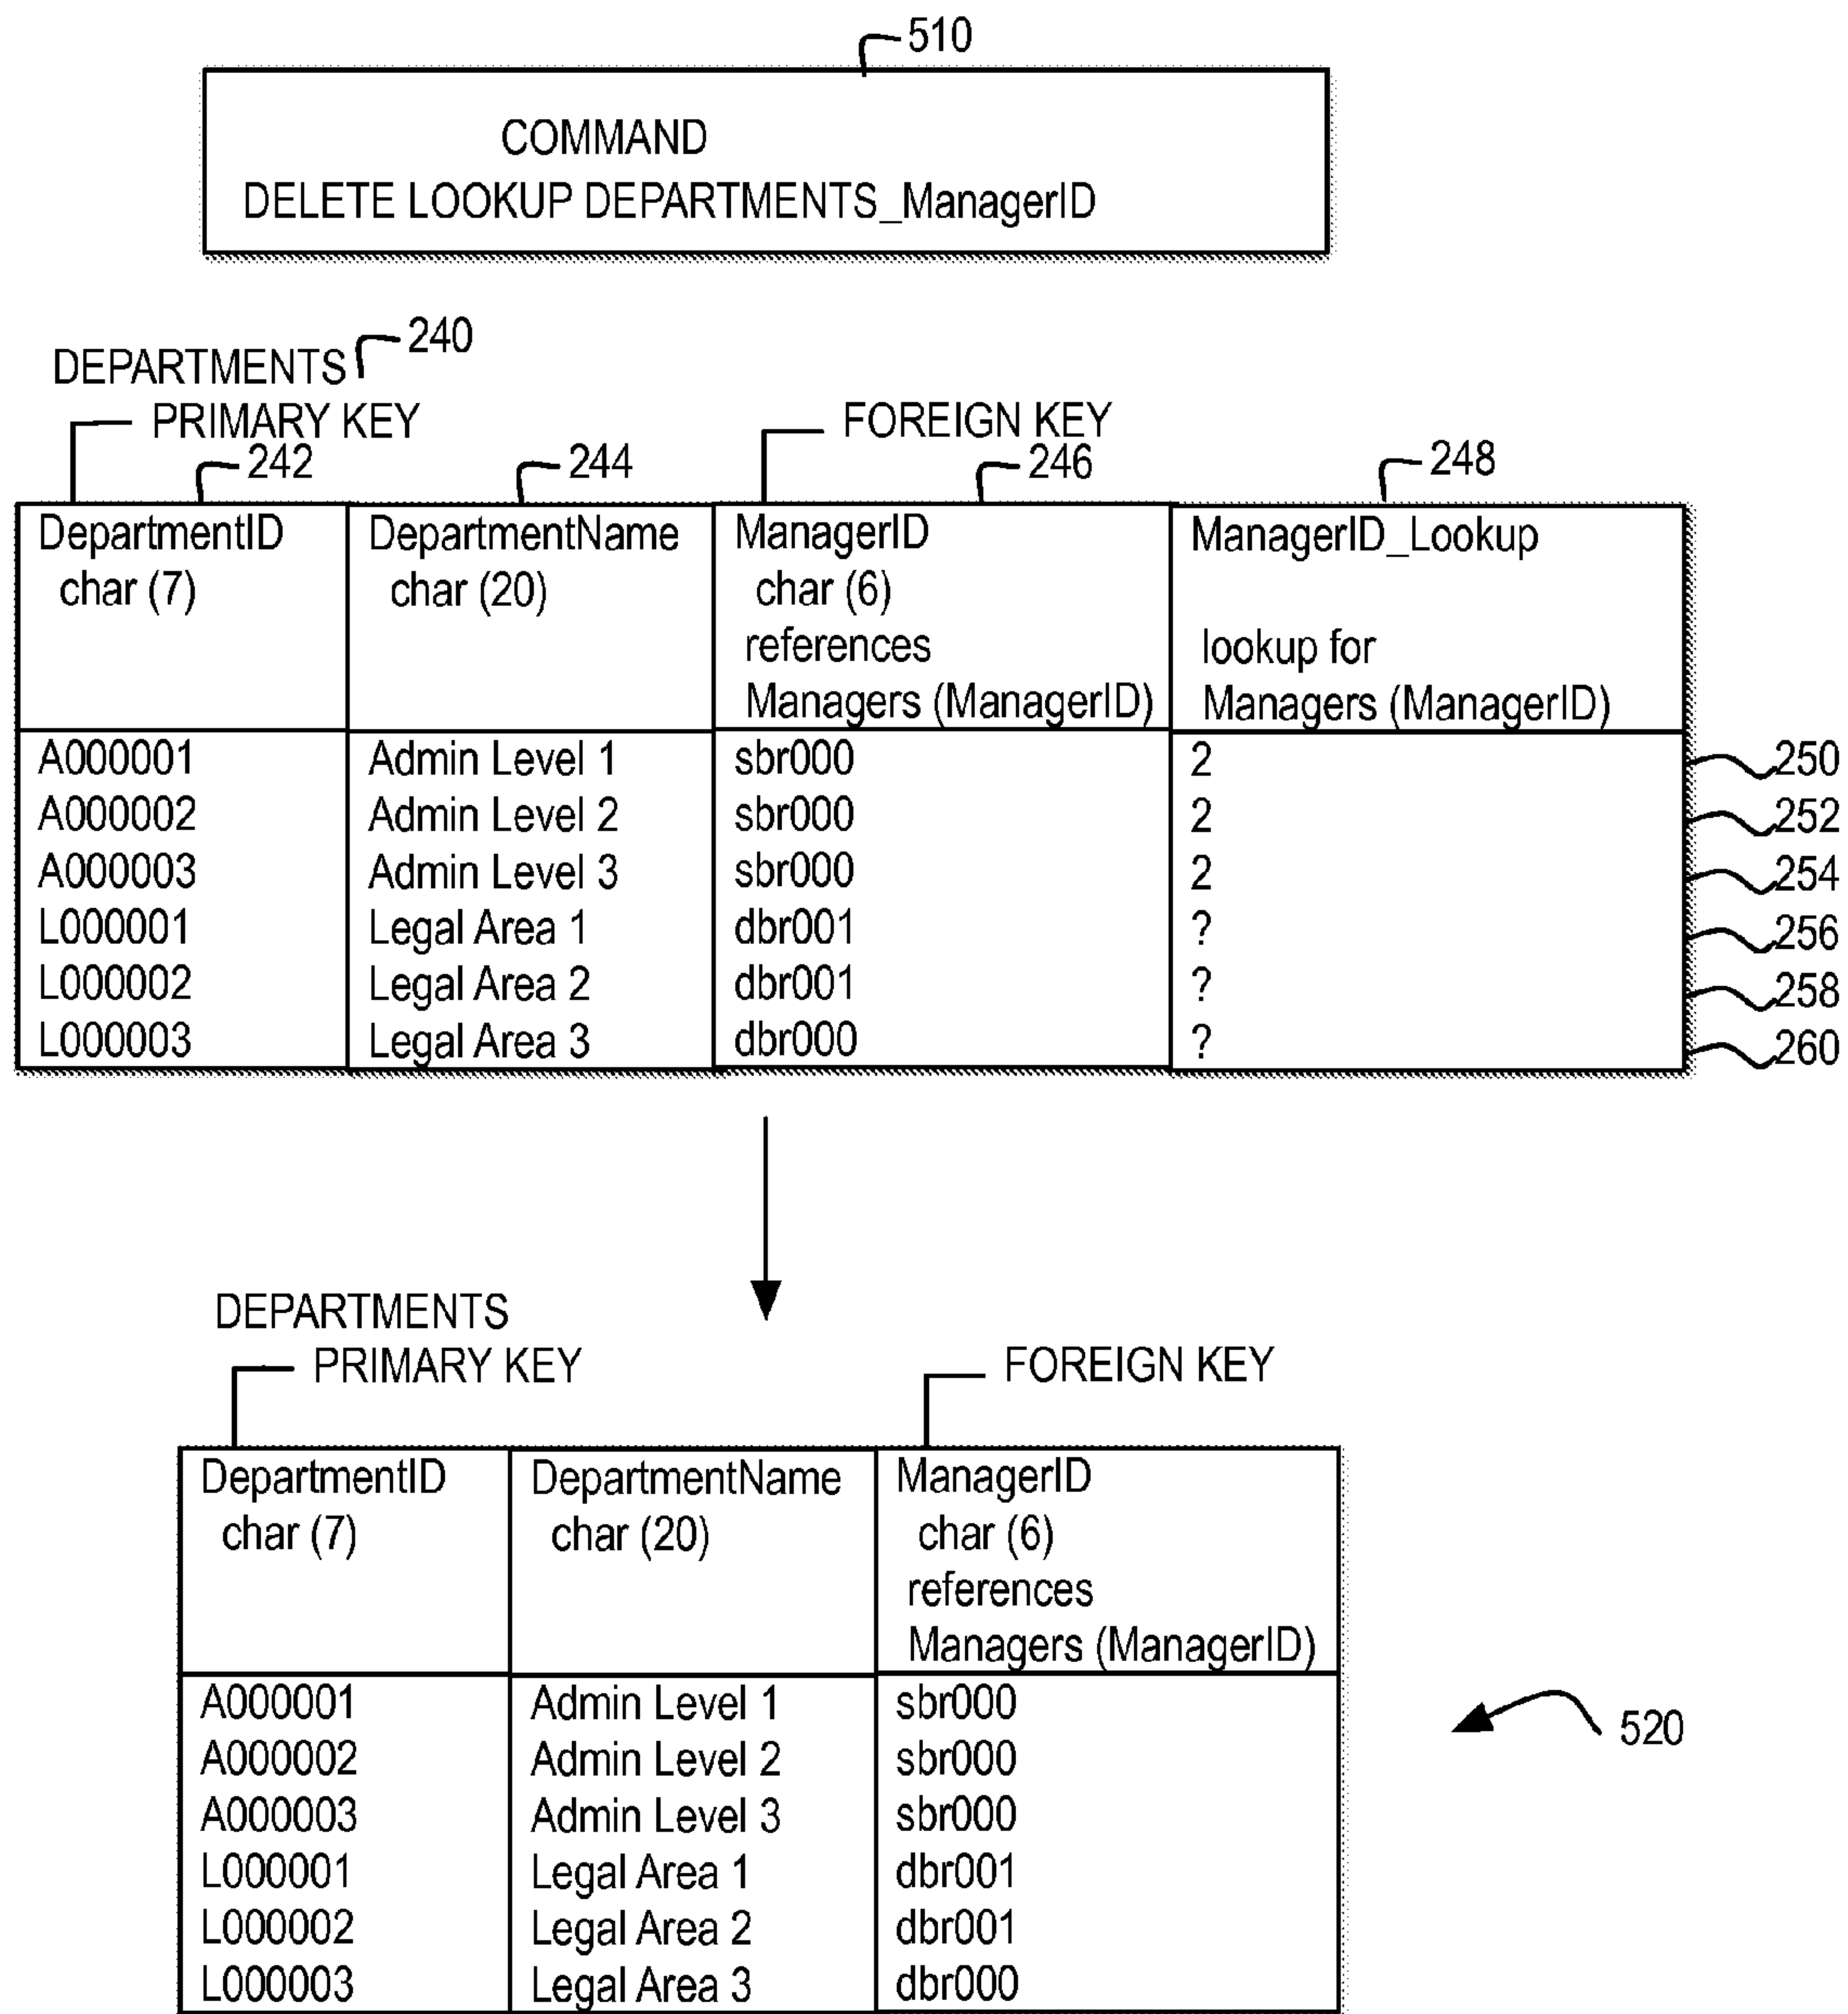 510
COMMAND
DELETE LOOKUP DEPARTMENTS_ManagerID
DEPARTMENTS 240
PRIMARY KEY FOREIGN KEY
242 244 246 248
DepartmentID DepartmentName ManagerID ManagerID_Lookup
char (7) char (20) char (6)
references lookup for
Managers (ManagerID) Managers (ManagerID)
A000001 Admin Level 1 sbr000 2 250
A000002 Admin Level 2 sbr000 2 252
A000003 Admin Level 3 sbr000 2 254
L000001 Legal Area 1 dbr001 ? 256
L000002 Legal Area 2 dbr001 ? 258
L000003 Legal Area 3 dbr000 ? 260
DEPARTMENTS
PRIMARY KEY FOREIGN KEY
DepartmentID DepartmentName ManagerID
char (7) char (20) char (6)
references
Managers (ManagerID)
A000001 Admin Level 1 sbr000
A000002 Admin Level 2 sbr000 520
A000003 Admin Level 3 sbr000
L000001 Legal Area 1 dbr001
L000002 Legal Area 2 dbr001
L000003 Legal Area 3 dbr000